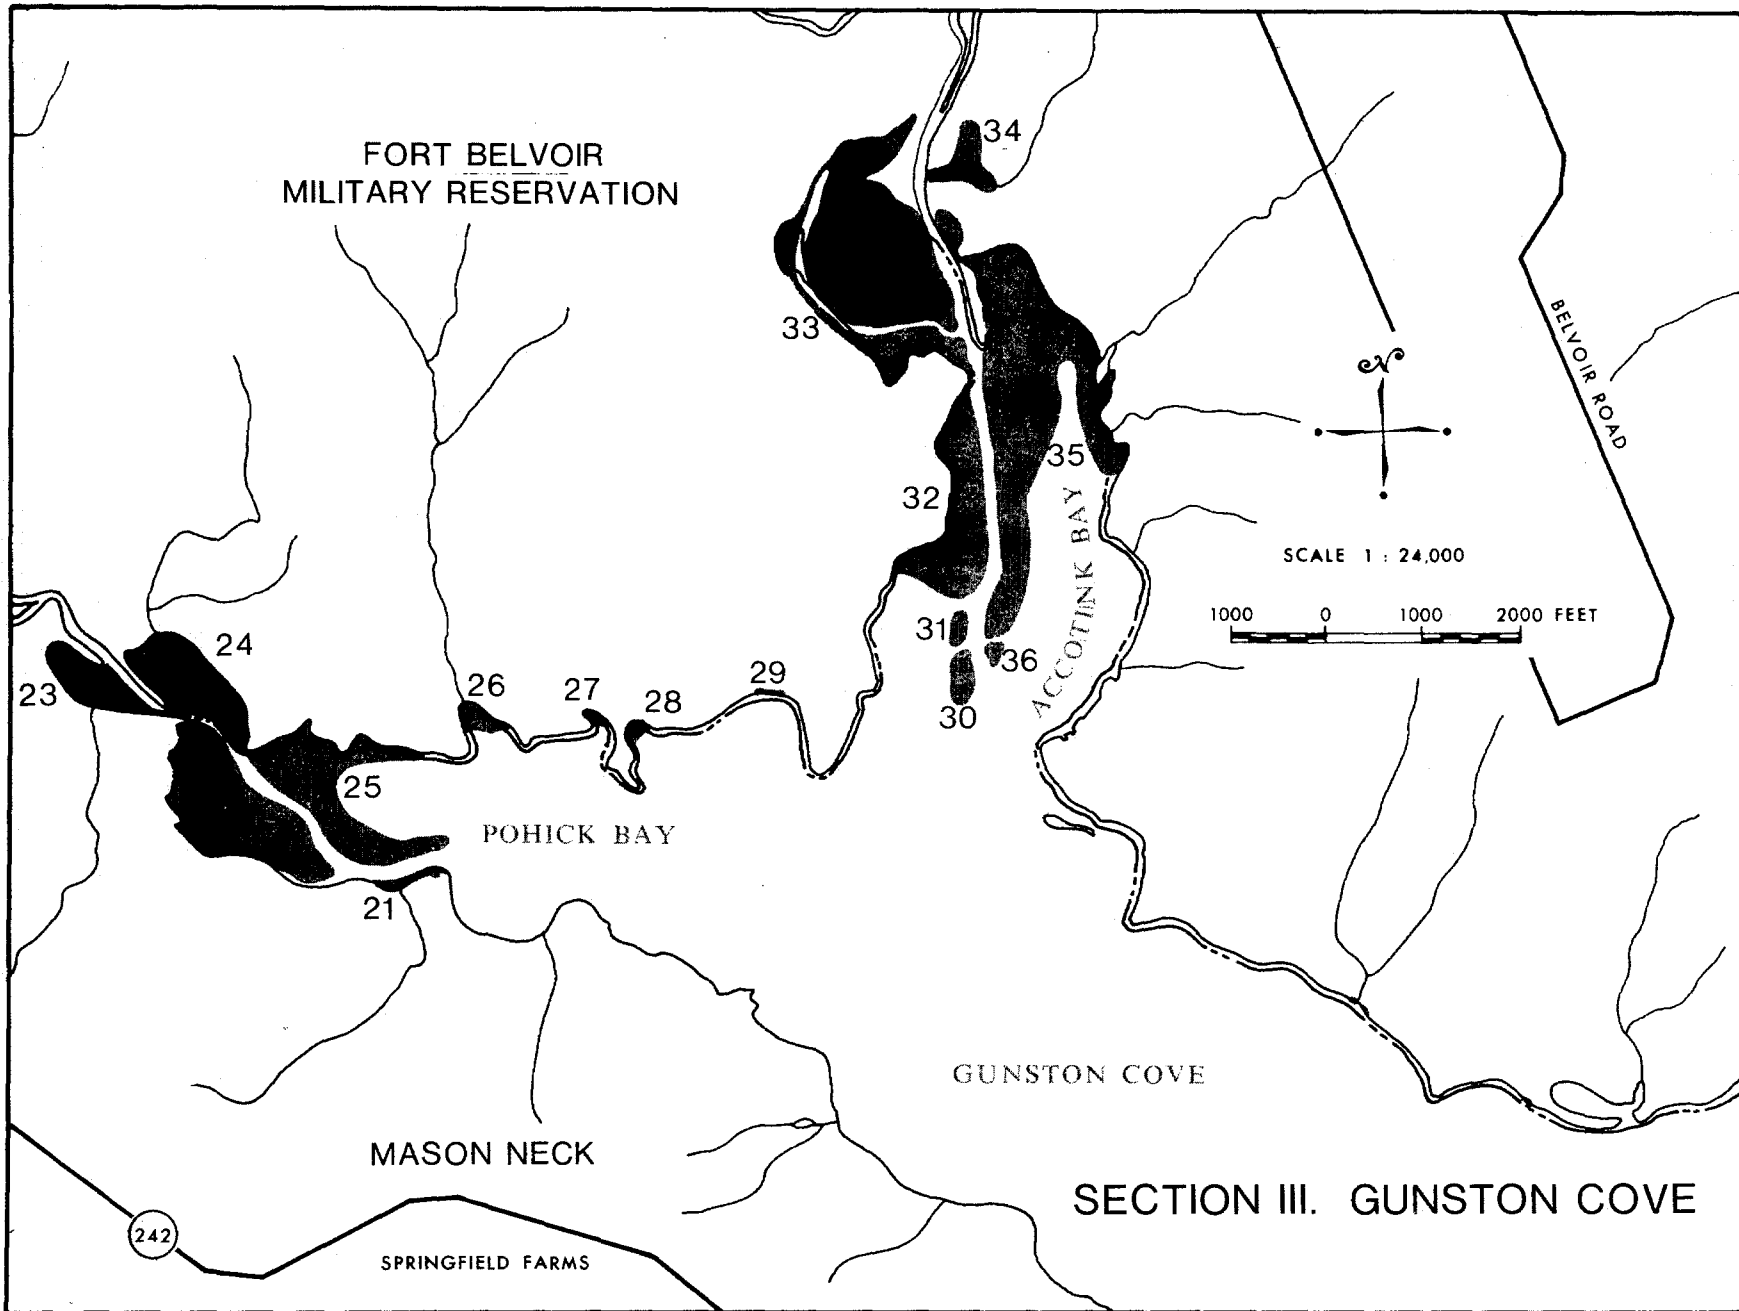 34
FORT BELVOIR
MILITARY RESERVATION
33
BELVOIR ROAD
N
35
32
ACCOTINK BAY
SCALE 1 : 24,000
1000 0 1000 2000 FEET
31
24
36
23
26
27
28
29
30
25
POHICK BAY
21
GUNSTON COVE
MASON NECK
SECTION III. GUNSTON COVE
242
SPRINGFIELD FARMS